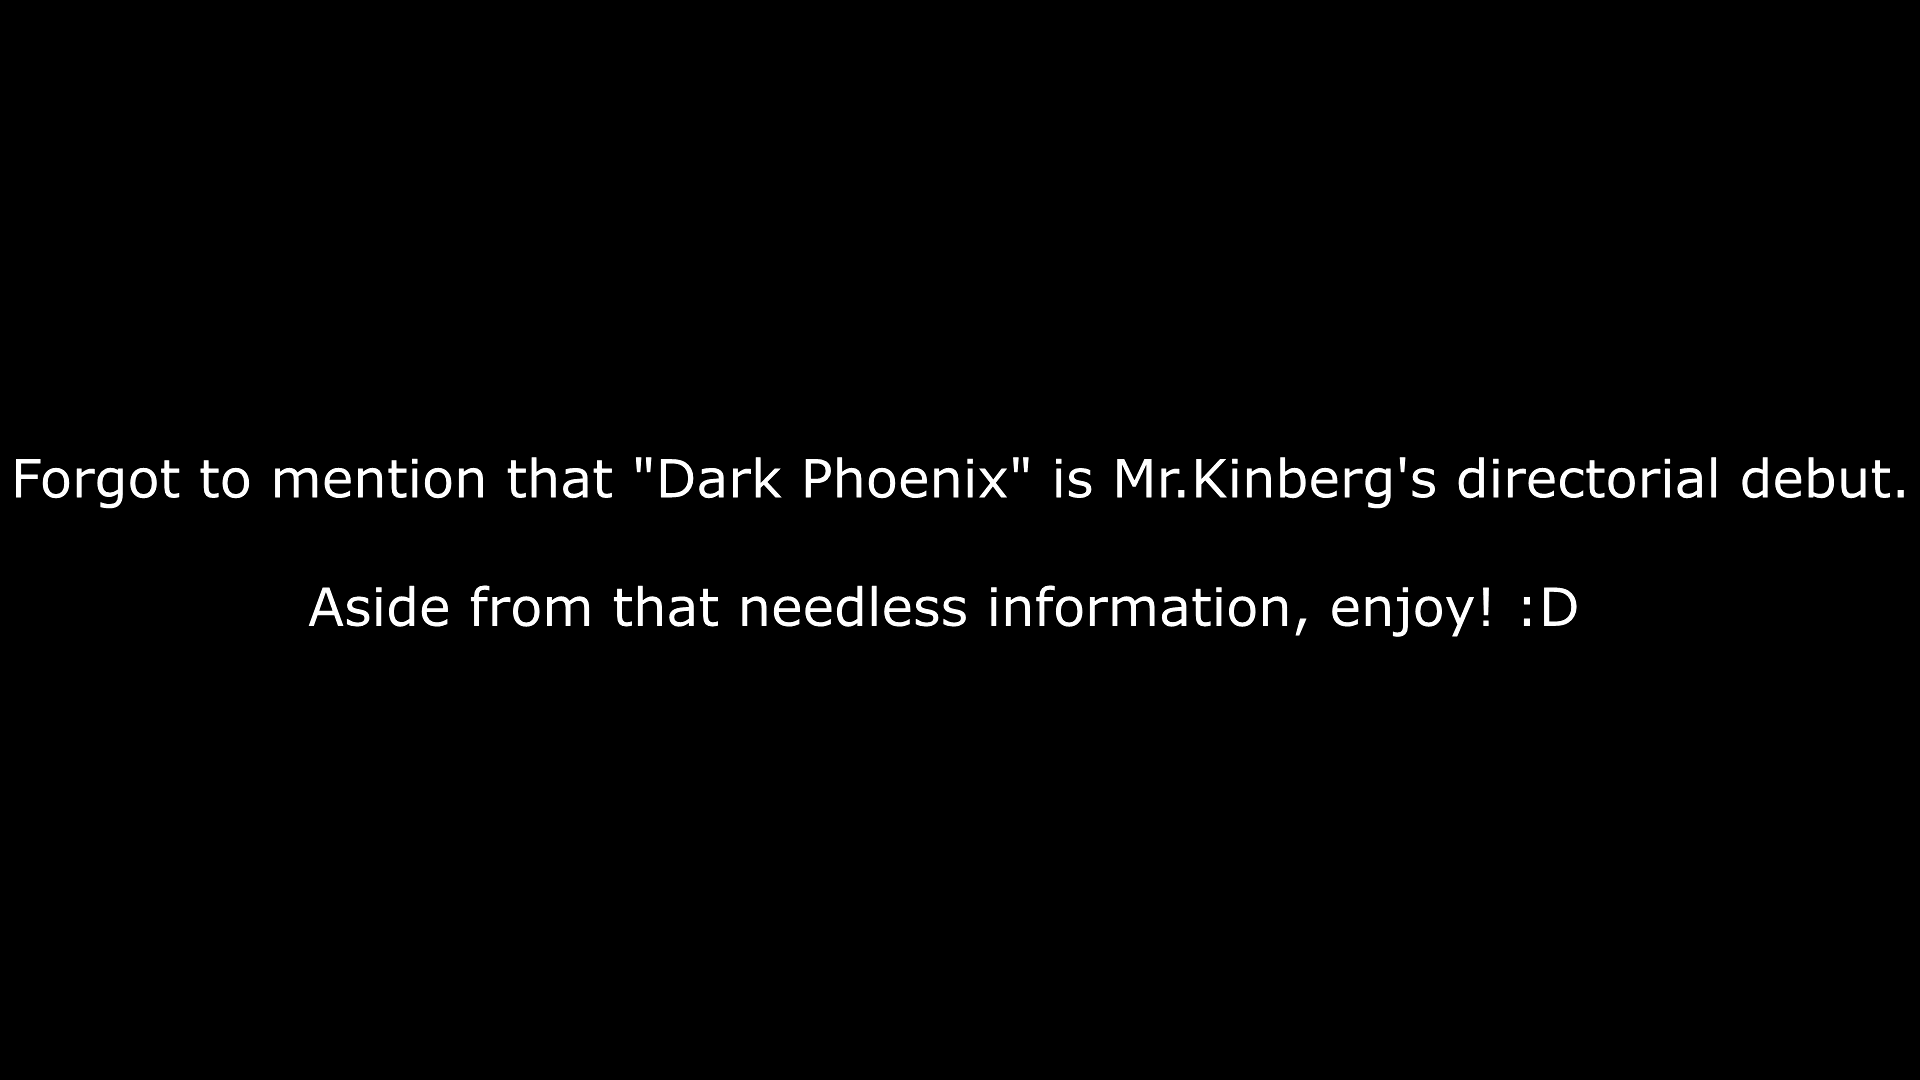 Forgot to mention that "Dark Phoenix" is Mr.Kinberg's directorial debut.
Aside from that needless information, enjoy! :D